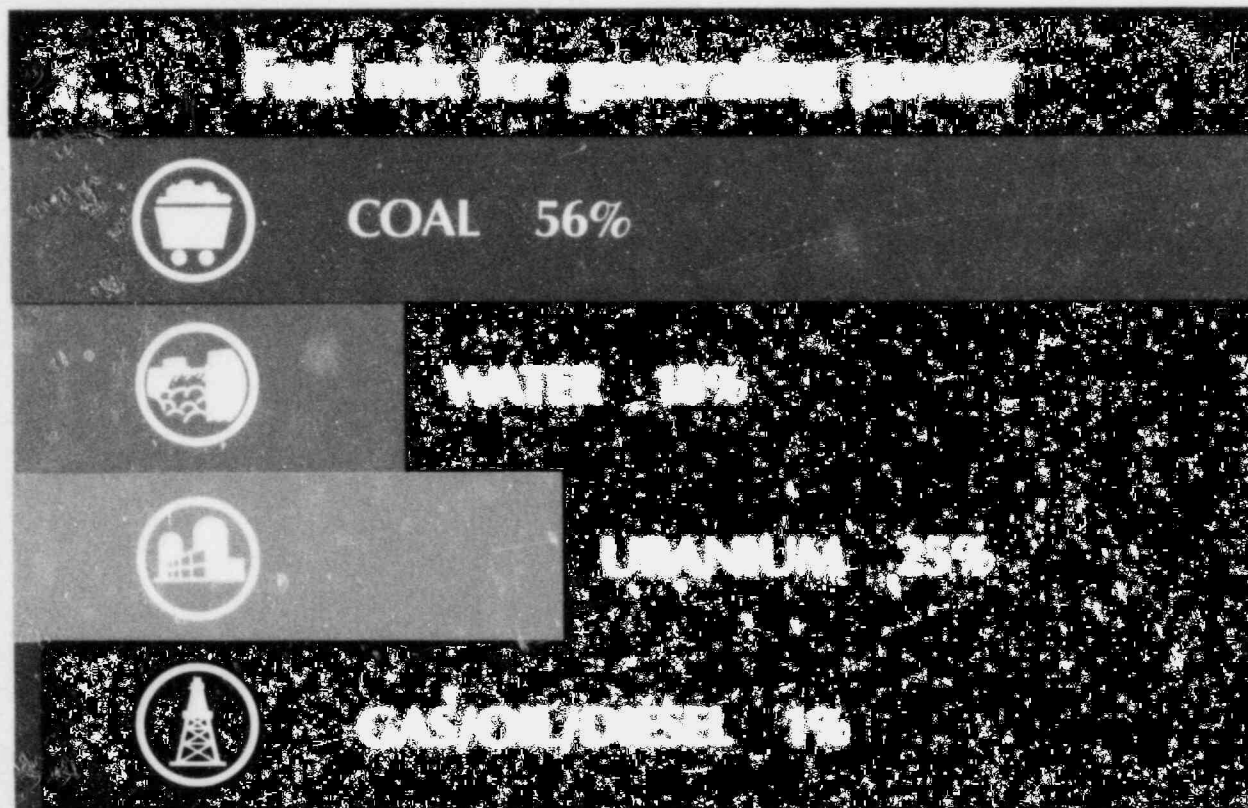 Fuel mix for generating power
COAL 56%
WATER 18%
URANIUM 25%
GAS/OIL/DIESEL 1%